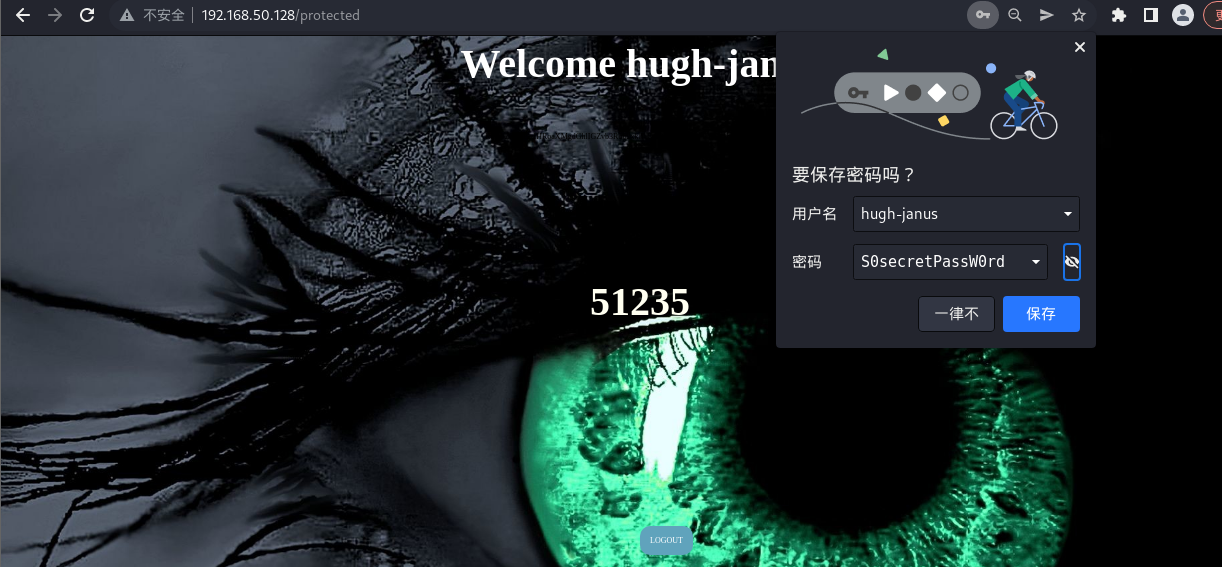 不安全 192.168.50.128/protected
Welcome hugh-jan
51235
LOGOUT
要保存密码吗？
用户名 hugh-janus
密码 S0secretPassW0rd
一律不 保存